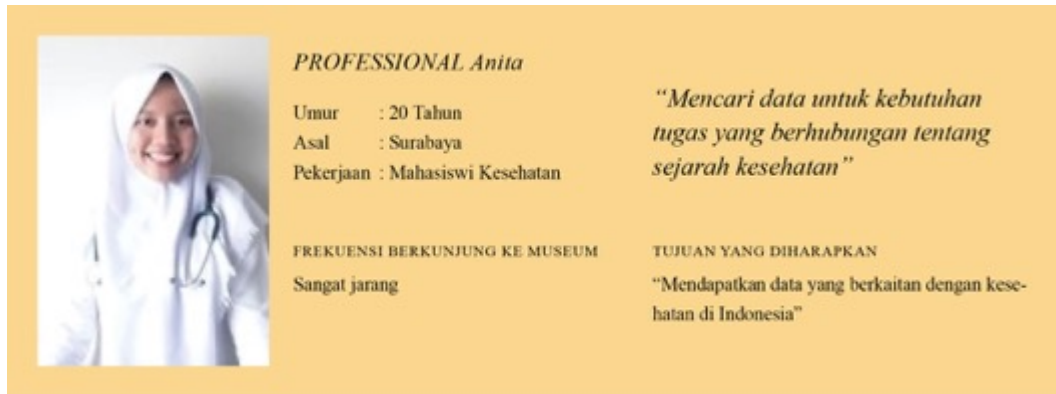 PROFESSIONAL Anita
Umur : 20 Tahun
Asal : Surabaya
Pekerjaan : Mahasiswi Kesehatan
“Mencari data untuk kebutuhan
tugas yang berhubungan tentang
sejarah kesehatan”
FREKUENSI BERKUNJUNG KE MUSEUM
Sangat jarang
TUJUAN YANG DIHARAPKAN
“Mendapatkan data yang berkaitan dengan kese-
hatan di Indonesia”